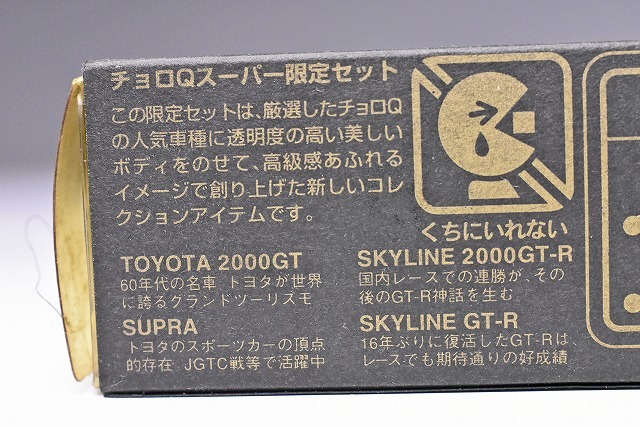 チョロQスーパー限定セット
この限定セットは、厳選したチョロQ
の人気車種に透明度の高い美しい
ボディをのせて、高級感あふれる
イメージで創り上げた新しいコレ
クションアイテムです。
くちにいれない
TOYOTA 2000GT
60年代の名車 トヨタが世界
に誇るグランドツーリズモ
SUPRA
トヨタのスポーツカーの頂点
的存在 JGTC戦等で活躍中
SKYLINE 2000GT-R
国内レースでの連勝が、その
後のGT-R神話を生む
SKYLINE GT-R
16年ぶりに復活したGT-Rは、
レースでも期待通りの好成績